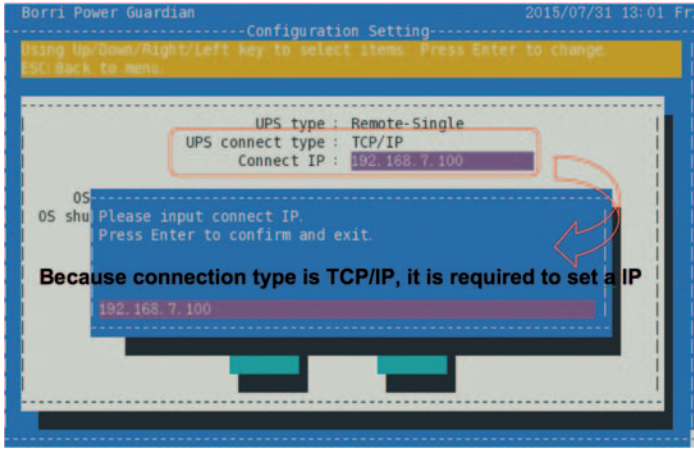 Borri Power Guardian 2015/07/31 13:01 Fr
Configuration Setting
Using Up/Down/Right/Left key to select items. Press Enter to change.
ESC:Back to menu.
UPS type : Remote-Single
UPS connect type : TCP/IP
Connect IP : 192.168.7.100
OS
OS shu
Please input connect IP.
Press Enter to confirm and exit.
Because connection type is TCP/IP, it is required to set a IP
192.168.7.100